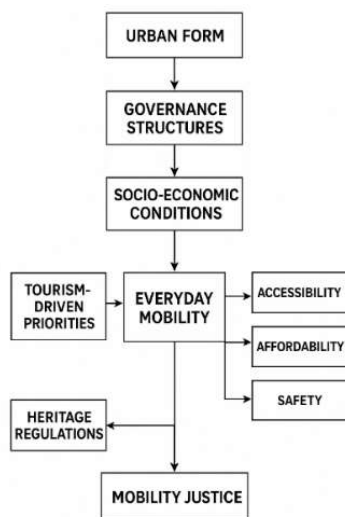 URBAN FORM
GOVERNANCE
STRUCTURES
SOCIO-ECONOMIC
CONDITIONS
TOURISM-
DRIVEN
PRIORITIES
EVERYDAY
MOBILITY
ACCESSIBILITY
AFFORDABILITY
SAFETY
HERITAGE
REGULATIONS
MOBILITY JUSTICE